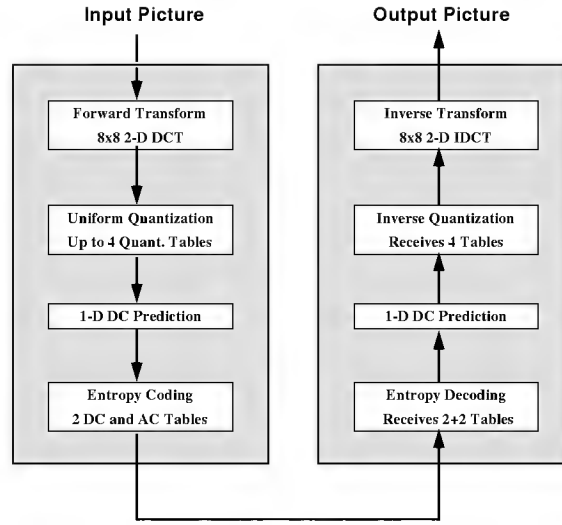 Input Picture
Forward Transform
8x8 2-D DCT
Uniform Quantization
Up to 4 Quant. Tables
1-D DC Prediction
Entropy Coding
2 DC and AC Tables
Output Picture
Inverse Transform
8x8 2-D IDCT
Inverse Quantization
Receives 4 Tables
1-D DC Prediction
Entropy Decoding
Receives 2+2 Tables